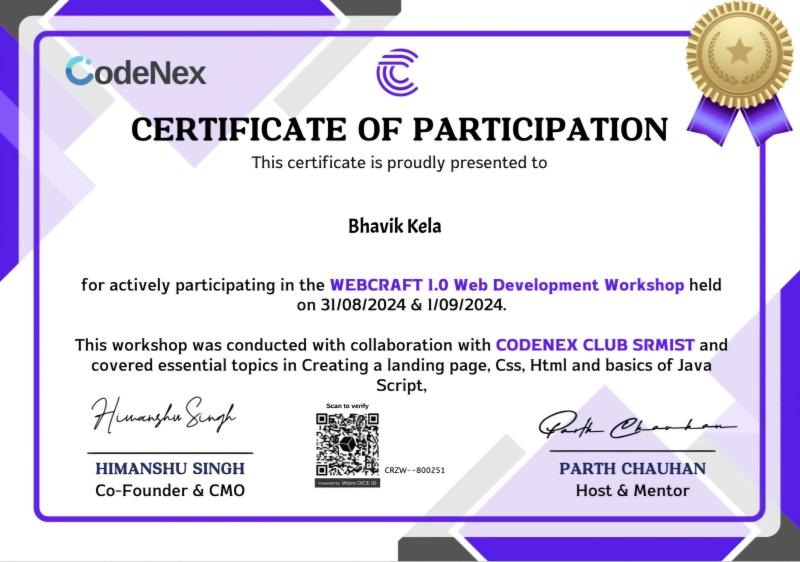 CodeNex
CERTIFICATE OF PARTICIPATION
This certificate is proudly presented to
Bhavik Kela
for actively participating in the WEBCRAFT 1.0 Web Development Workshop held
on 31/08/2024 & 1/09/2024.
This workshop was conducted with collaboration with CODENEX CLUB SRMIST and
covered essential topics in Creating a landing page, Css, Html and basics of Java
Script,
Himanshu Singh
Scan to verify
Parth Chauhan
CRZW--800251
Powered by Wipro DICE ID
HIMANSHU SINGH
PARTH CHAUHAN
Co-Founder & CMO
Host & Mentor